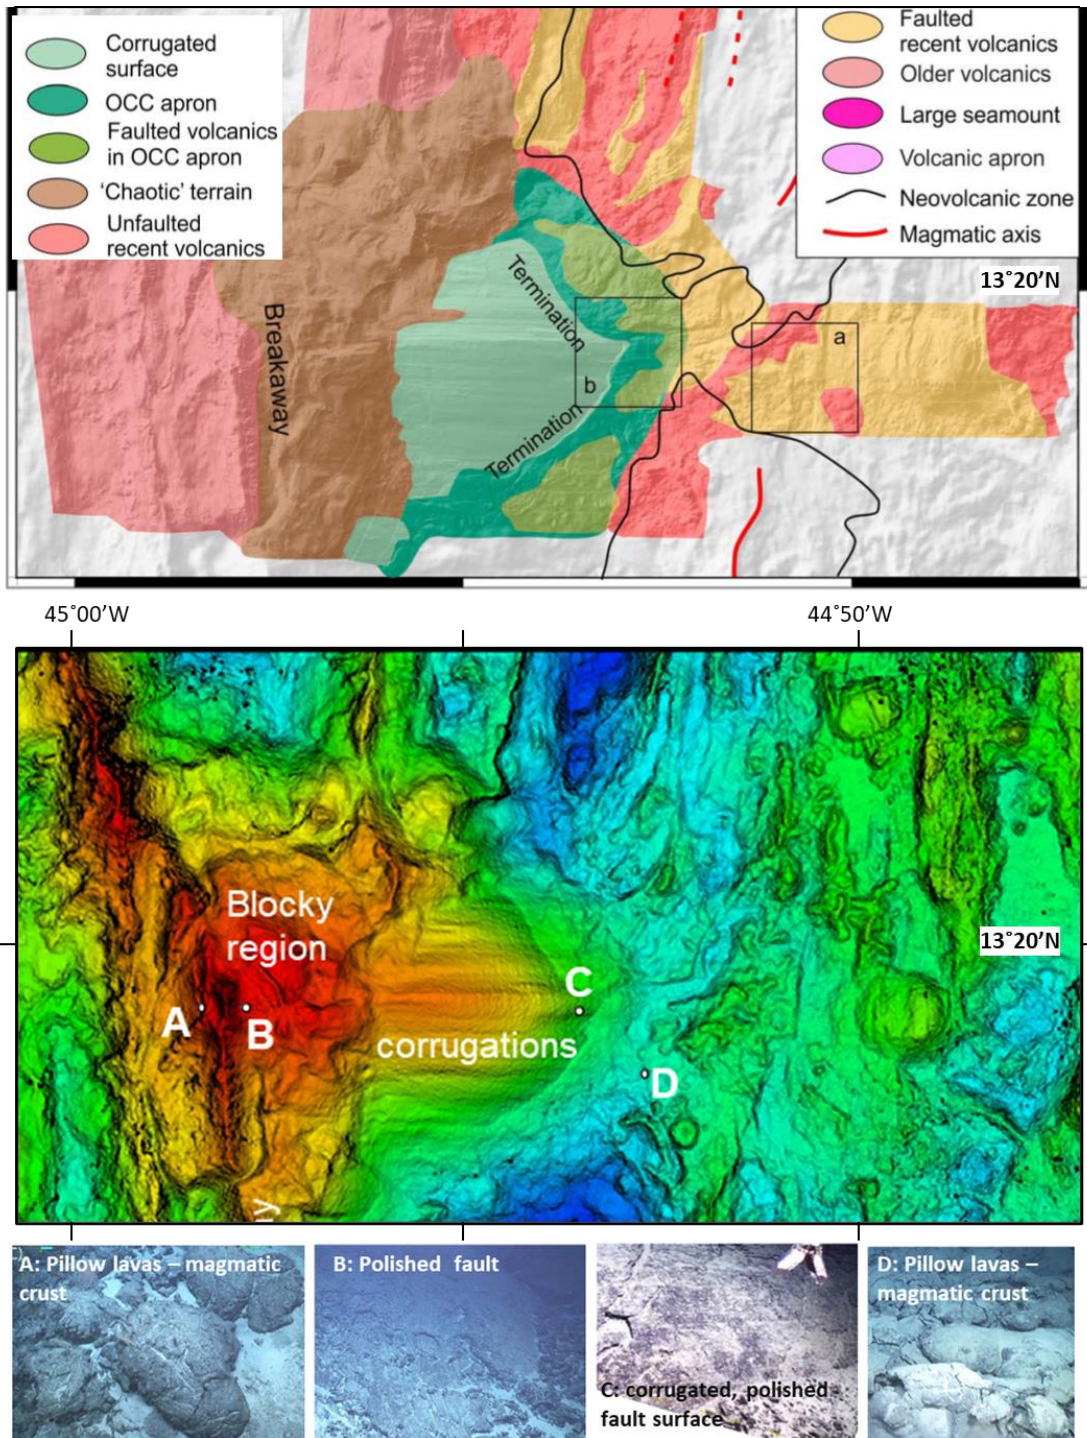 Corrugated
surface
OCC apron
Faulted volcanics
in OCC apron
‘Chaotic’ terrain
Unfaulted
recent volcanics
Faulted
recent volcanics
Older volcanics
Large seamount
Volcanic apron
Neovolcanic zone
Magmatic axis
13˚20’N
Breakaway
Termination
Termination
a
b
45˚00’W
44˚50’W
Blocky
region
13˚20’N
A
B
C
corrugations
D
A: Pillow lavas – magmatic
crust
B: Polished fault
C: corrugated, polished
fault surface
D: Pillow lavas –
magmatic crust